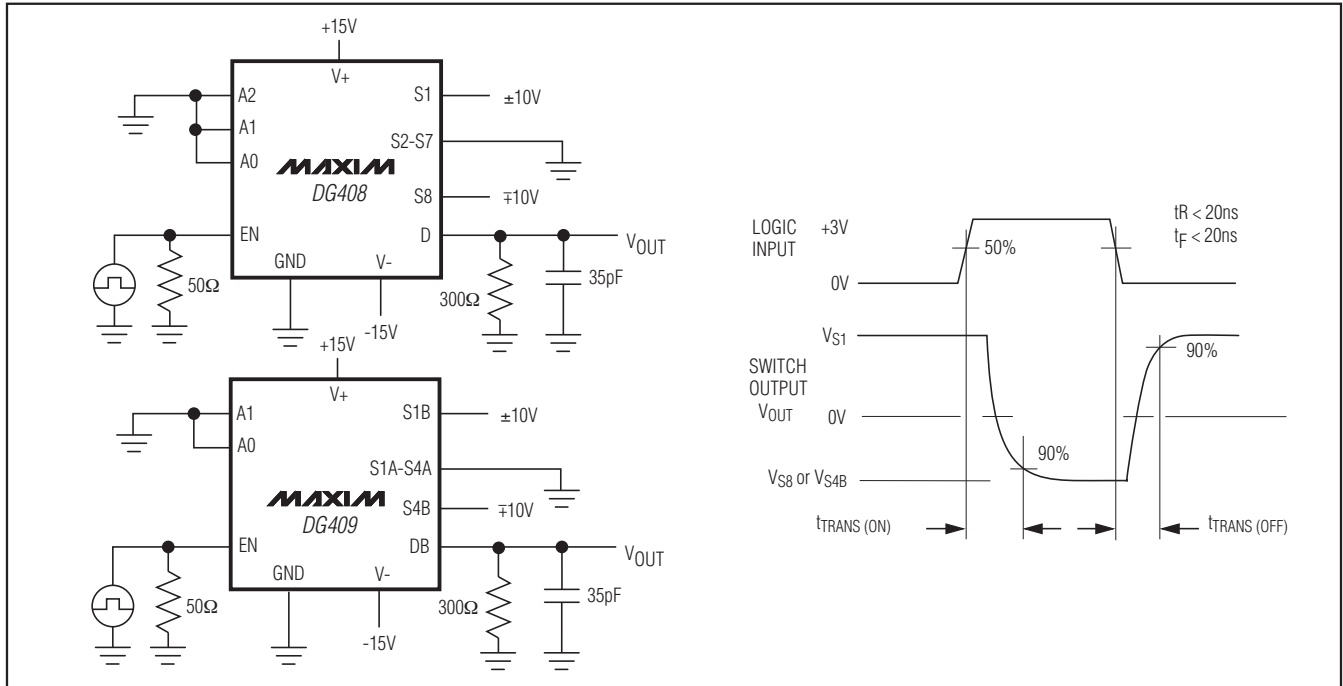 +15V
V+
A2
A1
A0
EN
GND
V-
S1
S2-S7
S8
D
MAXIM
DG408
±10V
∓10V
VOUT
50Ω
300Ω
35pF
-15V
+15V
V+
A1
A0
EN
GND
V-
S1B
S1A-S4A
S4B
DB
MAXIM
DG409
±10V
∓10V
VOUT
50Ω
300Ω
35pF
-15V
LOGIC INPUT
+3V
0V
50%
tR < 20ns
tF < 20ns
VS1
SWITCH OUTPUT
VOUT
0V
VS8 or VS4B
90%
90%
tTRANS (ON)
tTRANS (OFF)